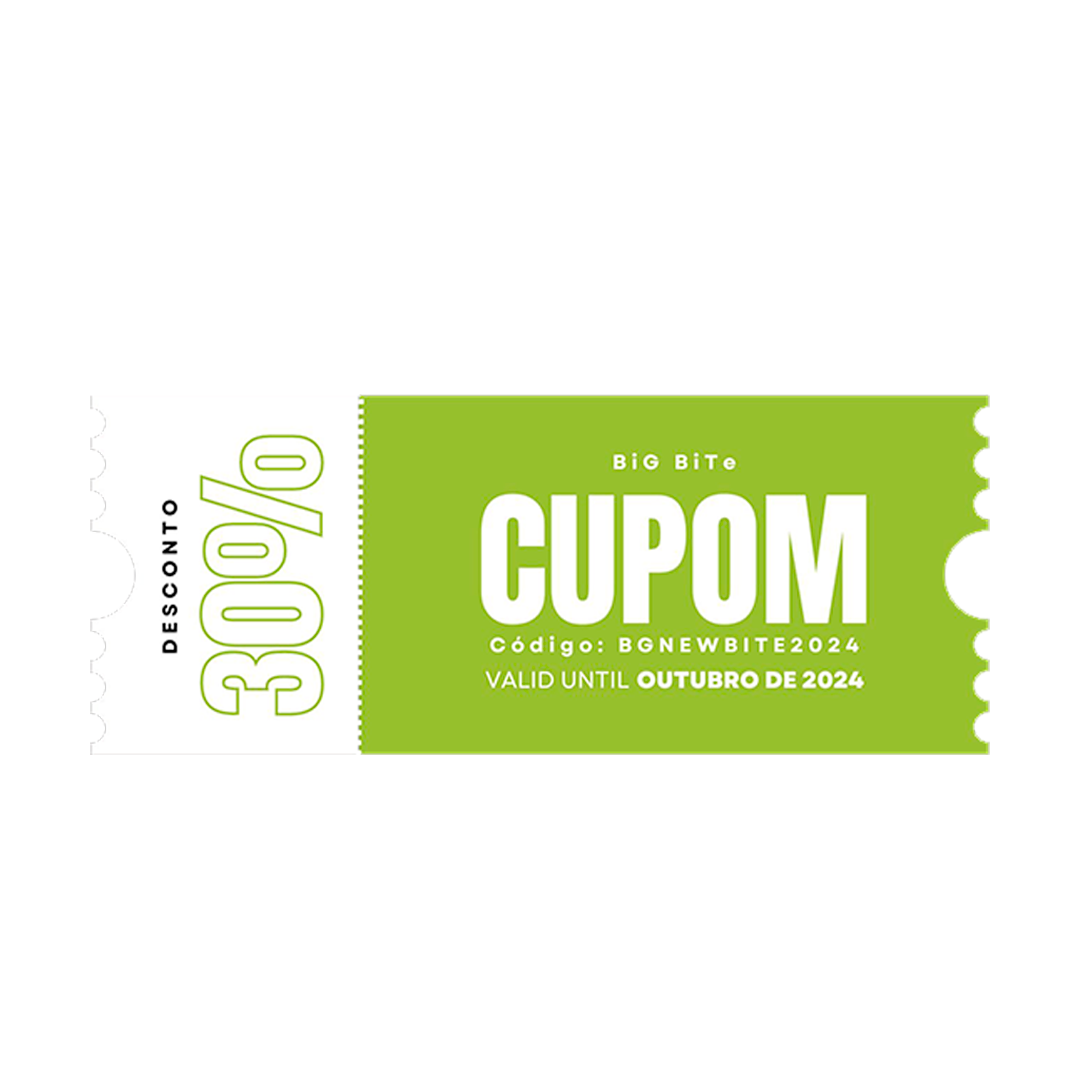 DESCONTO
30%
BiG BiTe
CUPOM
Código: BGNEWBITE2024
VALID UNTIL OUTUBRO DE 2024